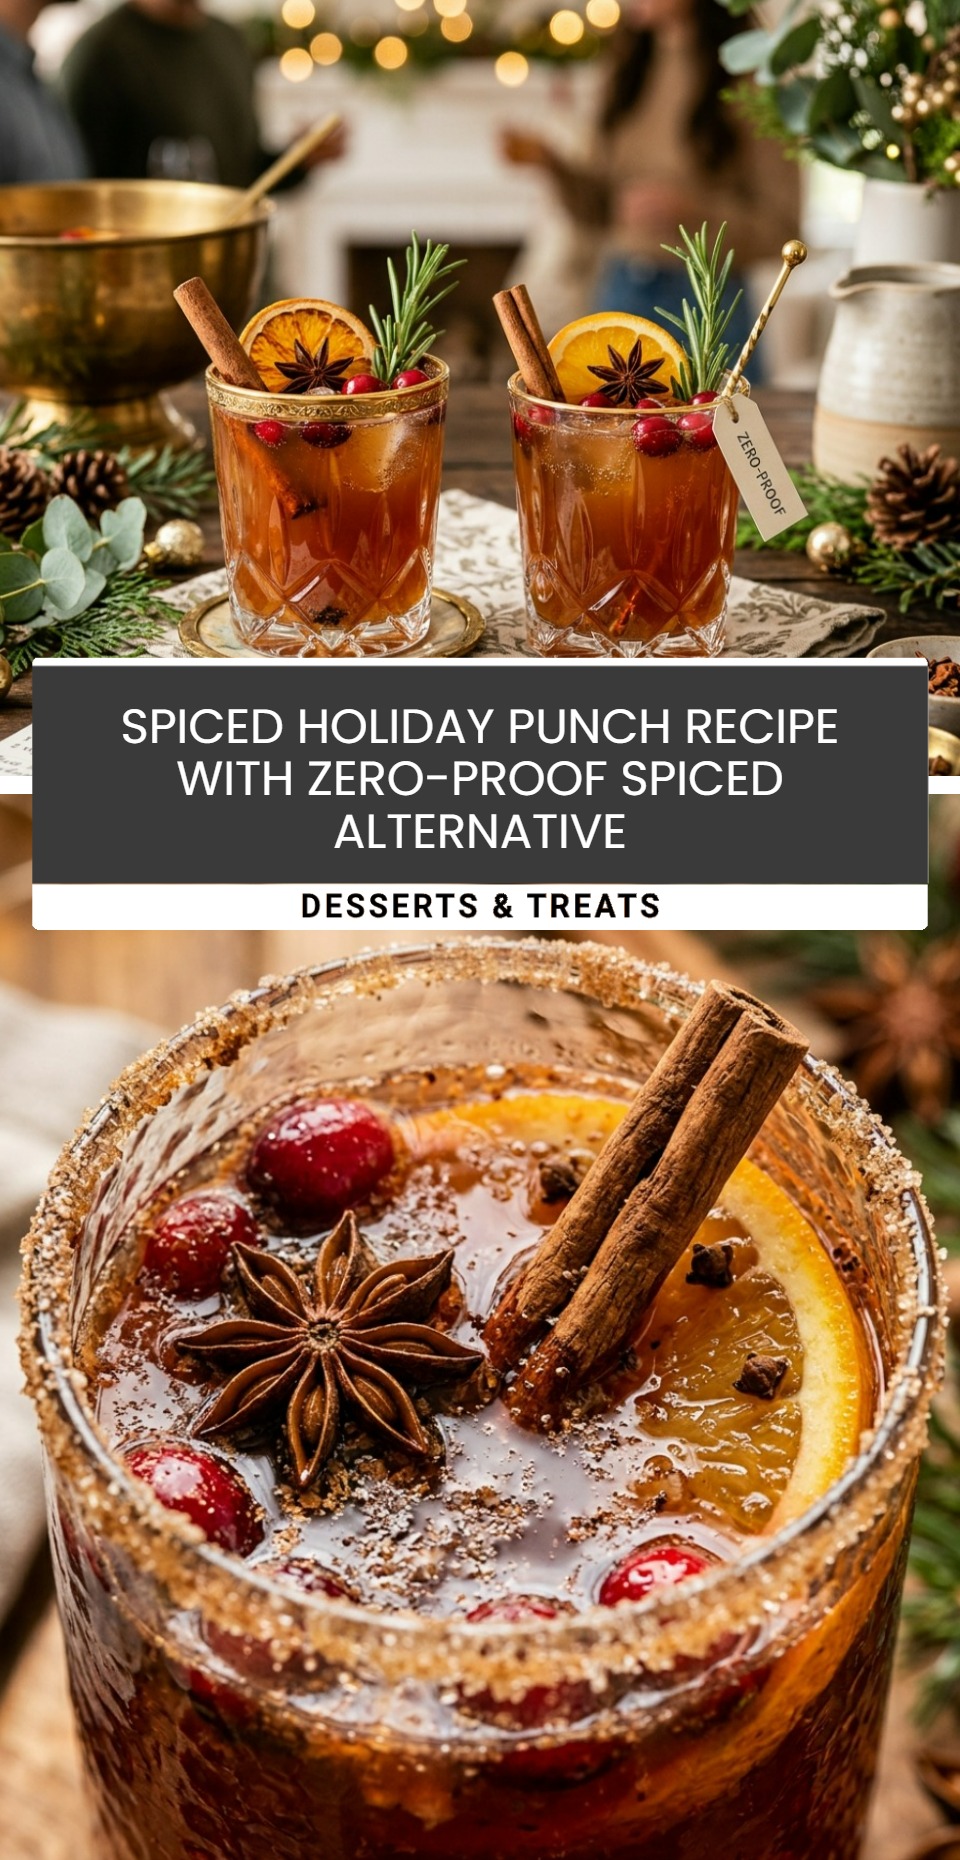 ZERO-PROOF
SPICED HOLIDAY PUNCH RECIPE
WITH ZERO-PROOF SPICED
ALTERNATIVE
DESSERTS & TREATS